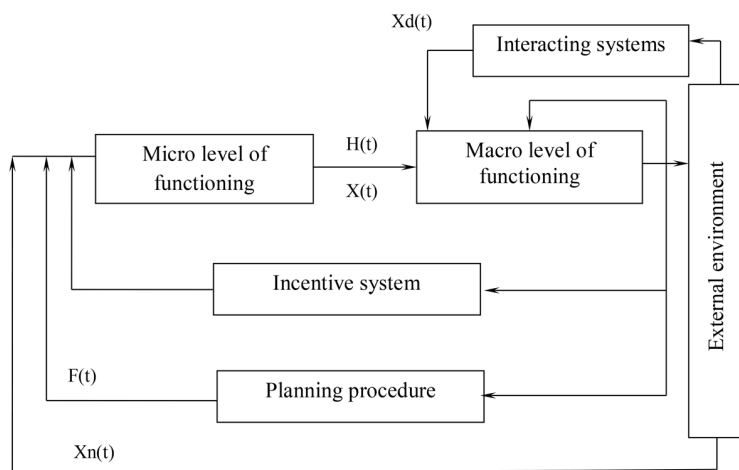 Xd(t)
Interacting systems
Micro level of
functioning
H(t)
X(t)
Macro level of
functioning
External environment
Incentive system
F(t)
Planning procedure
Xn(t)